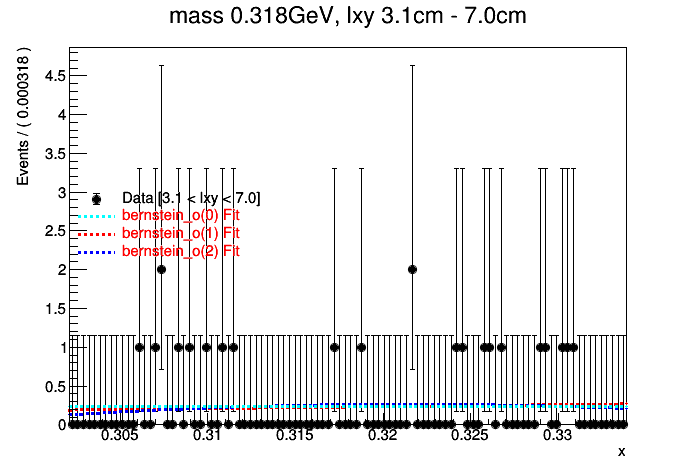 mass 0.318GeV, lxy 3.1cm - 7.0cm
Events / ( 0.000318 )
4.5
4
3.5
3
2.5
2
1.5
1
0.5
0
Data [3.1 < lxy < 7.0]
bernstein_o(0) Fit
bernstein_o(1) Fit
bernstein_o(2) Fit
0.305 0.31 0.315 0.32 0.325 0.33
x